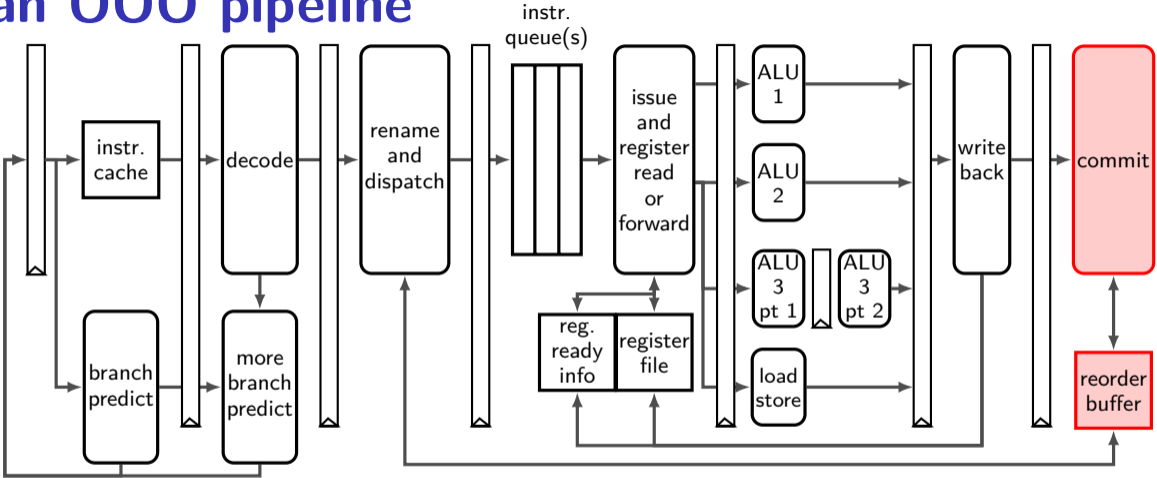 an OOO pipeline
instr.
queue(s)
instr.
cache
decode
rename
and
dispatch
issue
and
register
read
or
forward
ALU
1
ALU
2
ALU
3
pt 1
ALU
3
pt 2
load
store
write
back
commit
branch
predict
more
branch
predict
reg.
ready
info
register
file
reorder
buffer